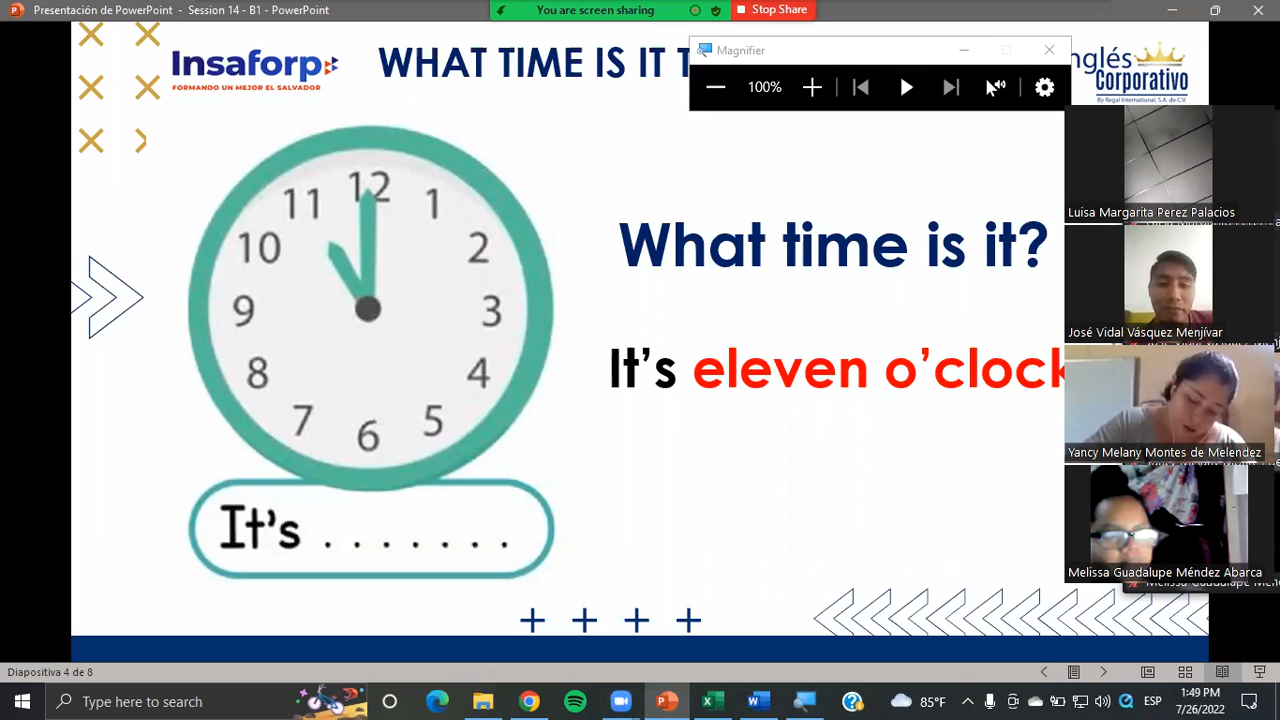 Presentación de PowerPoint - Session 14 - B1 - PowerPoint
You are screen sharing
Stop Share
Insaforp
FORMANDO UN MEJOR EL SALVADOR
WHAT TIME IS IT T
Magnifier
100%
Inglés
Corporativo
By Regal International, S.A. de C.V.
12
1
2
3
4
5
6
7
8
9
10
11
What time is it?
It's eleven o'clock
It's .......
Luisa Margarita Perez Palacios
José Vidal Vásquez Menjívar
Yancy Melany Montes de Melendez
Melissa Guadalupe Méndez Abarca
Diapositiva 4 de 8
Type here to search
85°F
ESP
1:49 PM
7/26/2022